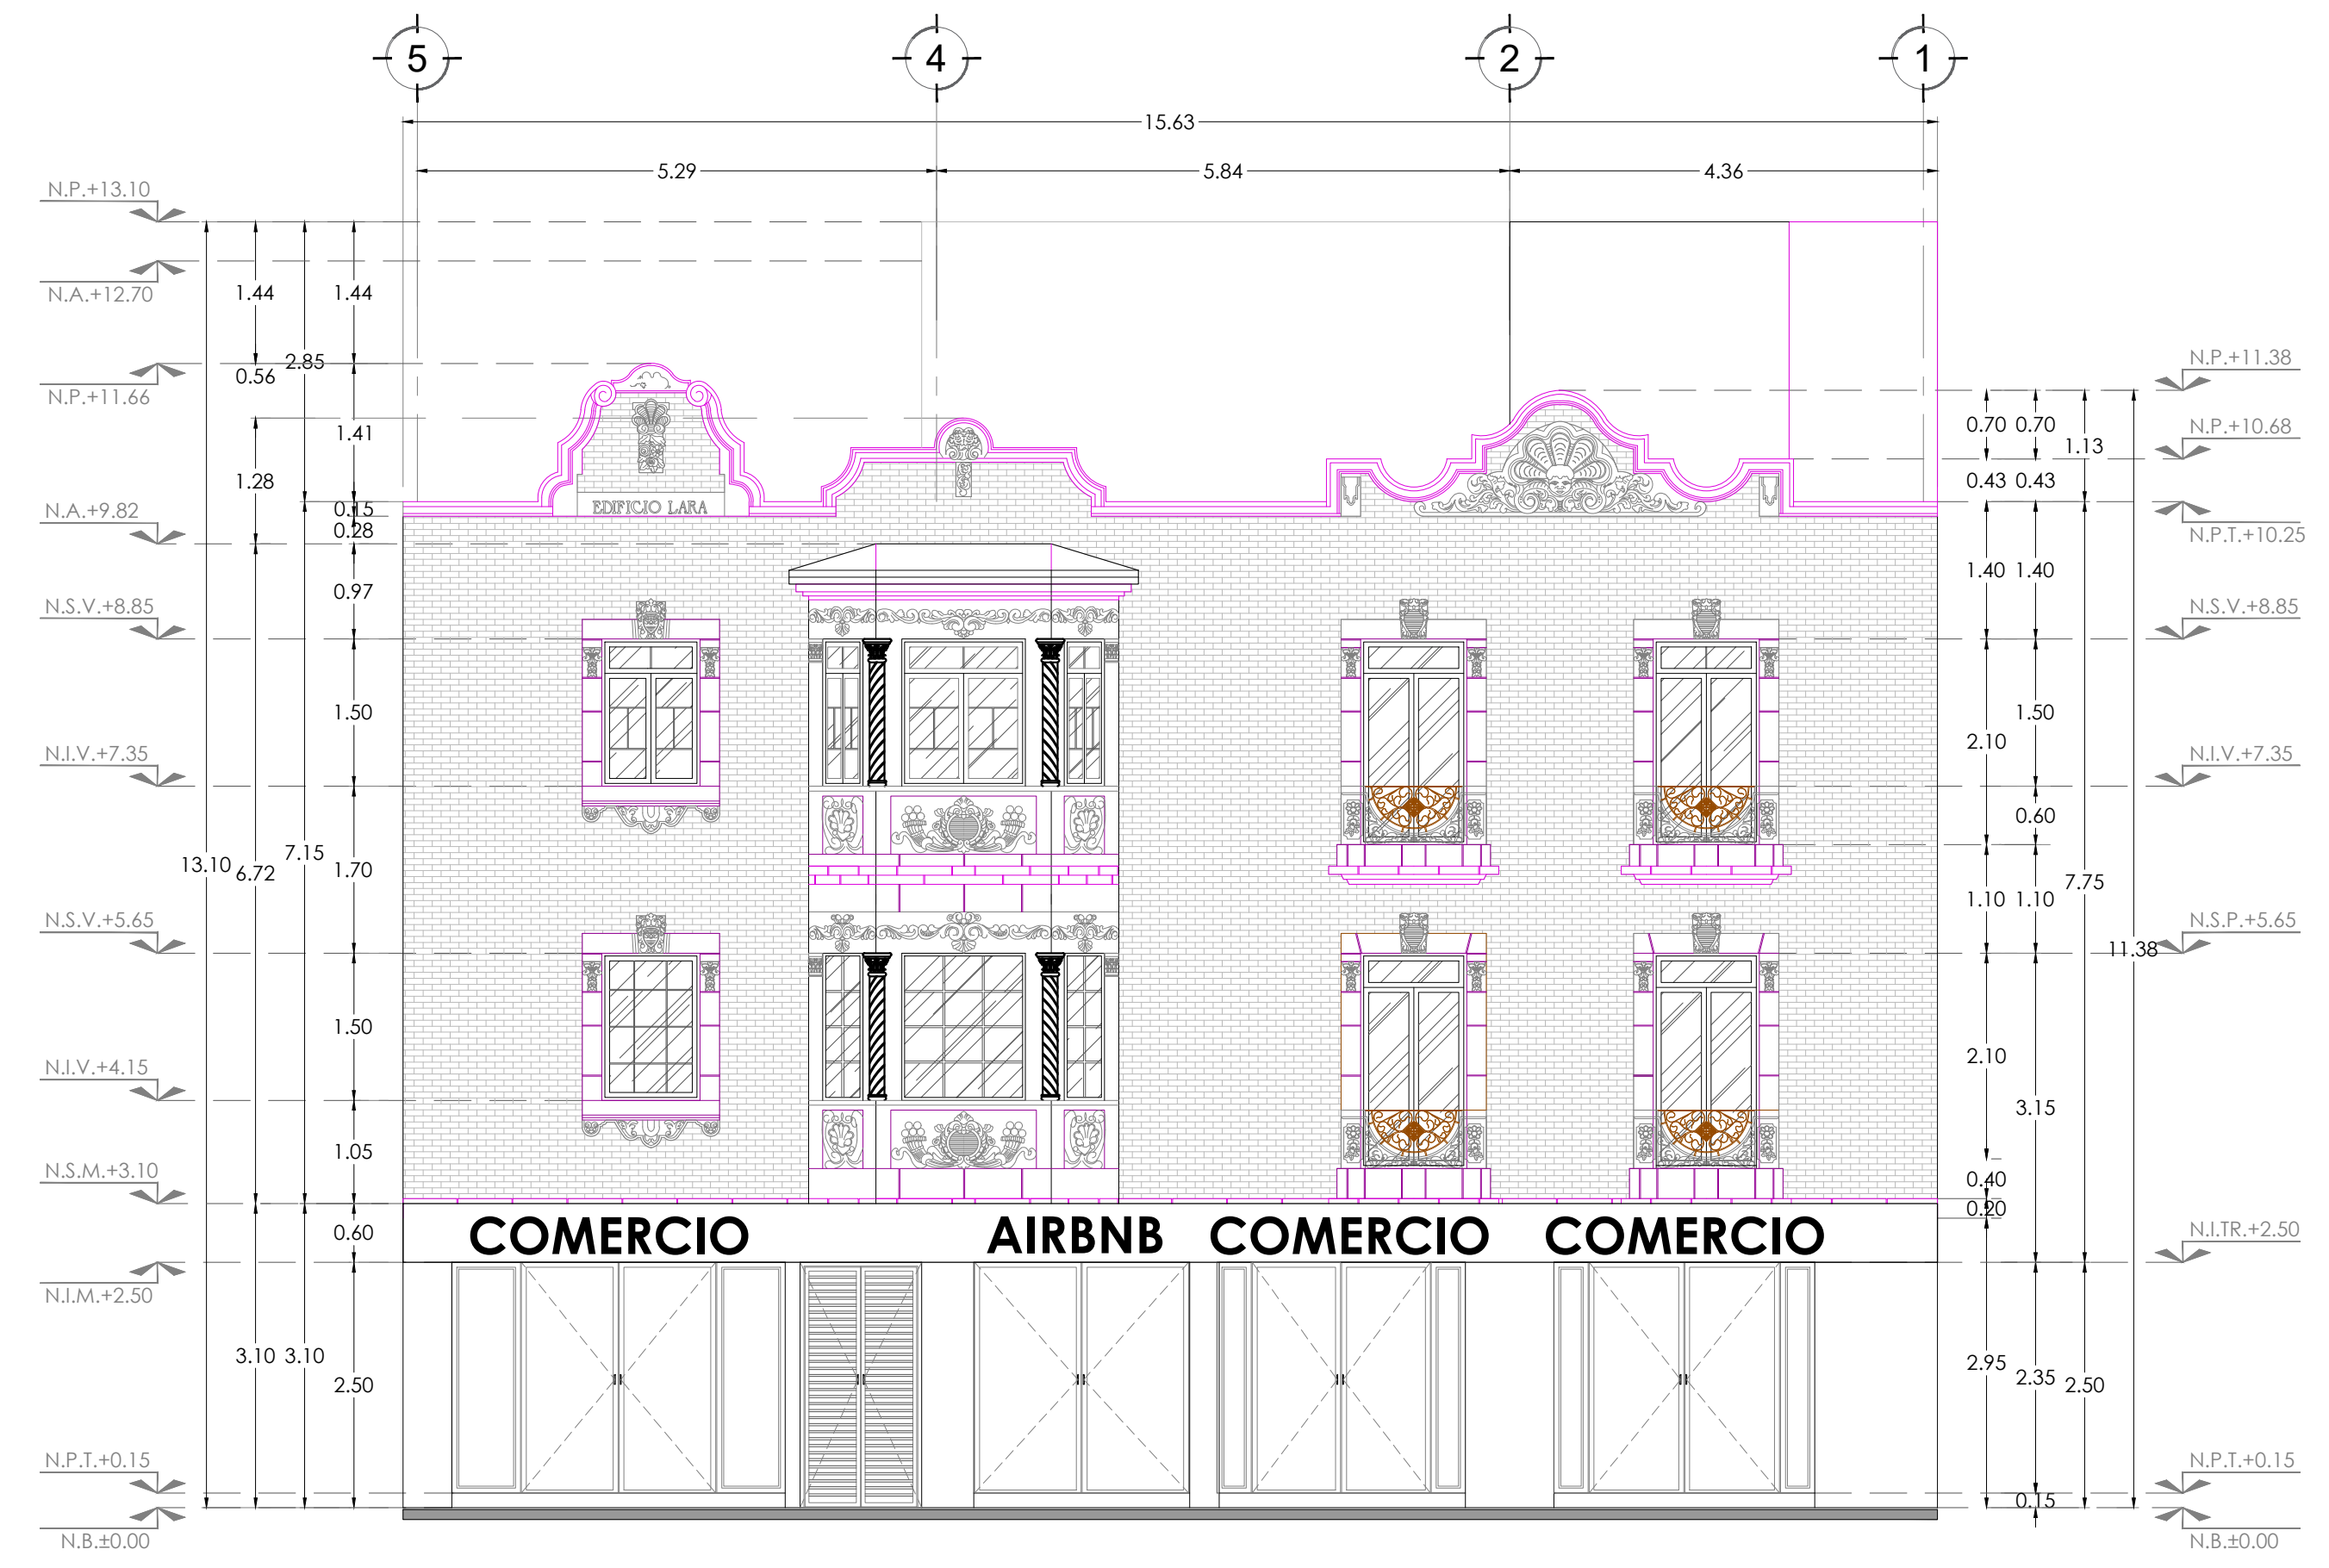 5 4 2 1
15.63
5.29 5.84 4.36
N.P.+13.10
N.A.+12.70
1.44 1.44
N.P.+11.38
2.85
0.56
N.P.+11.66
0.70 0.70
N.P.+10.68
1.41
1.13
1.28
0.43 0.43
N.A.+9.82
0.15
EDIFICIO LARA
0.28
N.P.T.+10.25
1.40 1.40
0.97
N.S.V.+8.85
N.S.V.+8.85
1.50
1.50
2.10
N.I.V.+7.35
N.I.V.+7.35
0.60
7.15
13.10
6.72
1.70
7.75
1.10 1.10
N.S.V.+5.65
N.S.P.+5.65
11.38
1.50
2.10
N.I.V.+4.15
3.15
1.05
N.S.M.+3.10
0.40
0.20
0.60
COMERCIO AIRBNB COMERCIO COMERCIO
N.I.TR.+2.50
N.I.M.+2.50
3.10 3.10
2.95
2.50
2.35
2.50
N.P.T.+0.15
N.P.T.+0.15
0.15
N.B.±0.00
N.B.±0.00